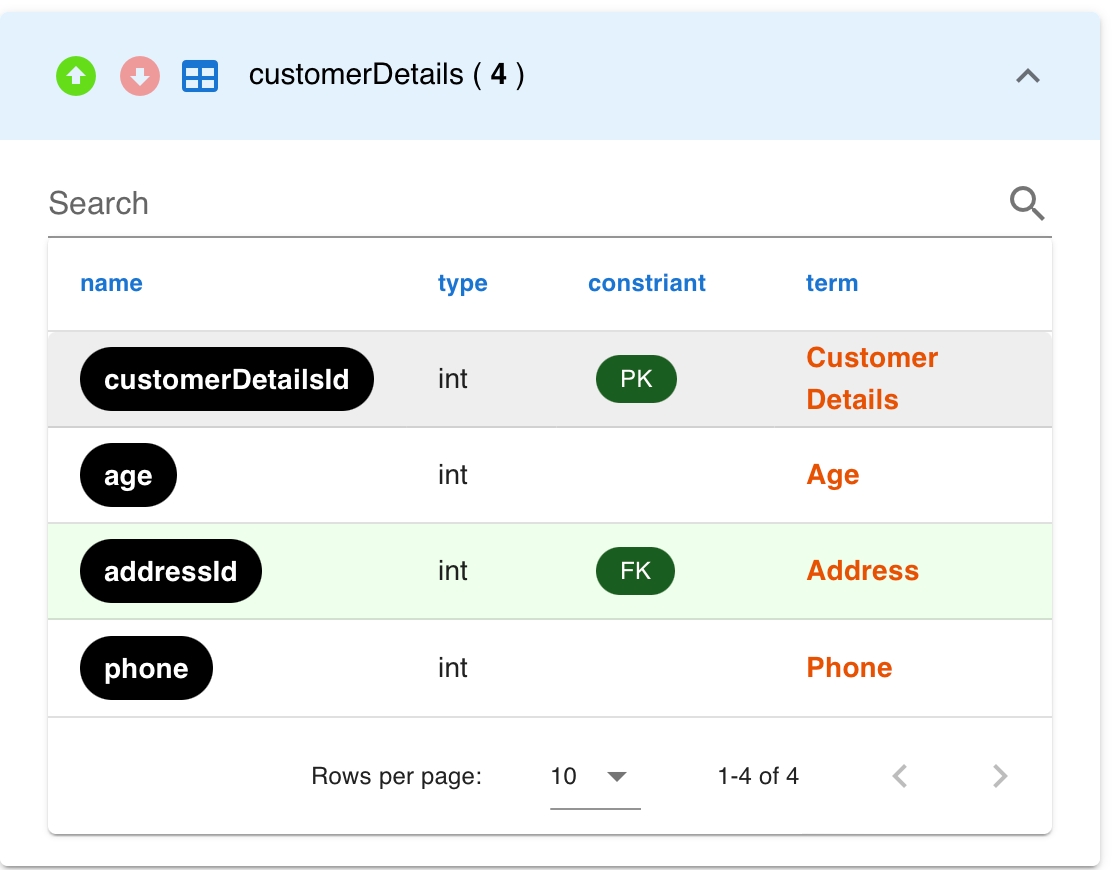 customerDetails ( 4 )
Search
name type constriant term
customerDetailsId int PK Customer Details
age int Age
addressId int FK Address
phone int Phone
Rows per page: 10 1-4 of 4